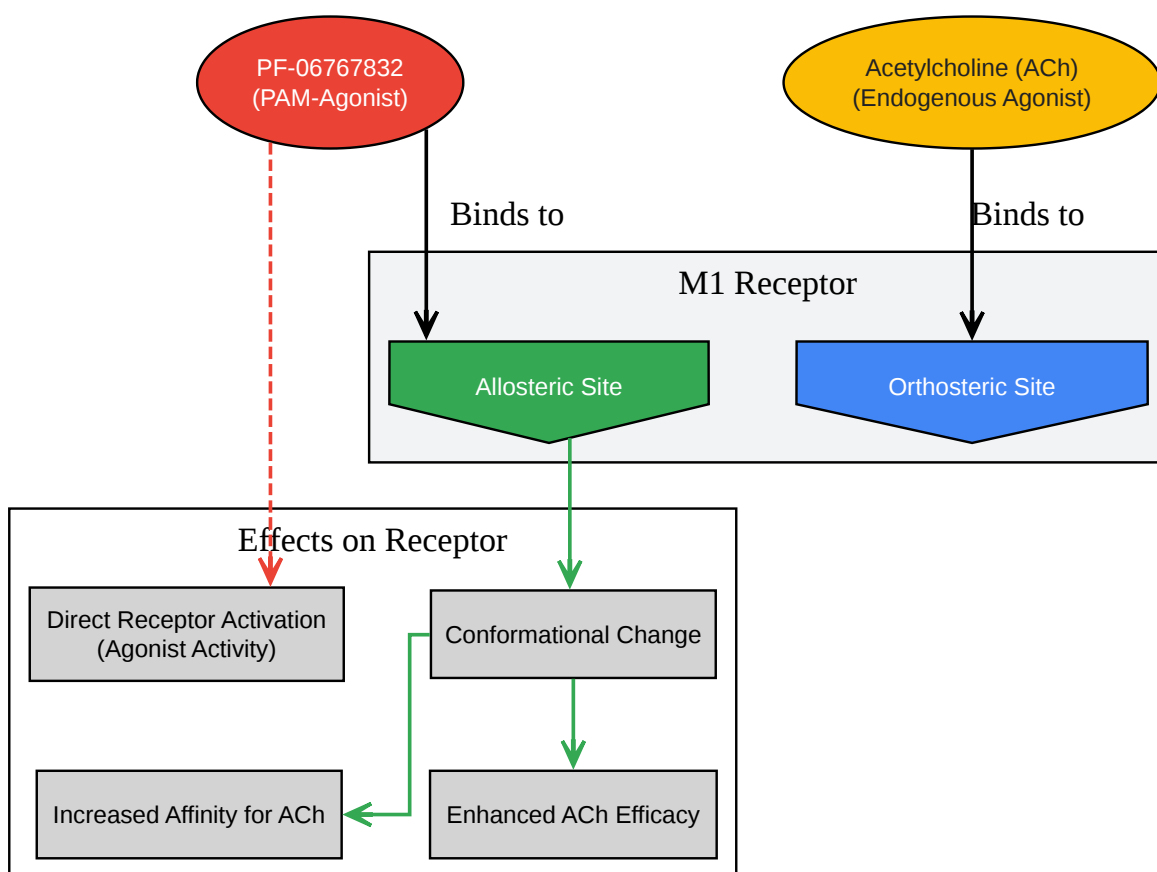 PF-06767832
(PAM-Agonist)
Acetylcholine (ACh)
(Endogenous Agonist)
Binds to
Binds to
M1 Receptor
Allosteric Site
Orthosteric Site
Effects on Receptor
Direct Receptor Activation
(Agonist Activity)
Conformational Change
Increased Affinity for ACh
Enhanced ACh Efficacy